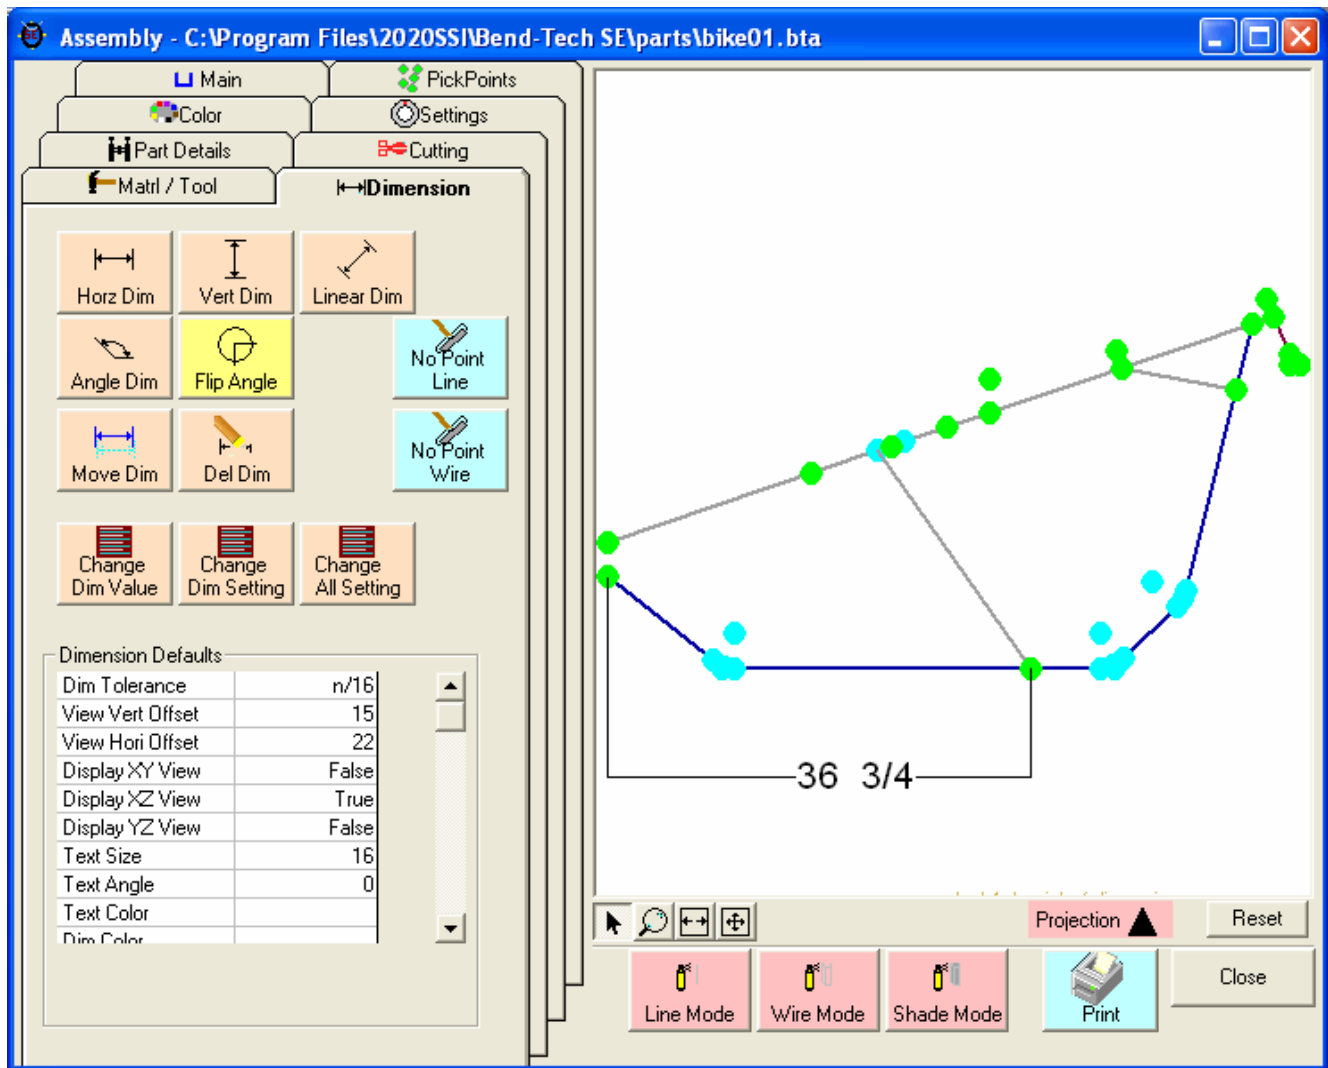 Assembly - C:\Program Files\2020SSI\Bend-Tech SE\parts\bike01.bta
Main
PickPoints
Color
Settings
Part Details
Cutting
Matrl / Tool
Dimension
Horz Dim
Vert Dim
Linear Dim
Angle Dim
Flip Angle
No Point
Line
Move Dim
Del Dim
No Point
Wire
Change
Dim Value
Change
Dim Setting
Change
All Setting
Dimension Defaults
Dim Tolerance n/16
View Vert Offset 15
View Hori Offset 22
Display XY View False
Display XZ View True
Display YZ View False
Text Size 16
Text Angle 0
Text Color
Dim Color
36 3/4
Projection
Reset
Line Mode
Wire Mode
Shade Mode
Print
Close